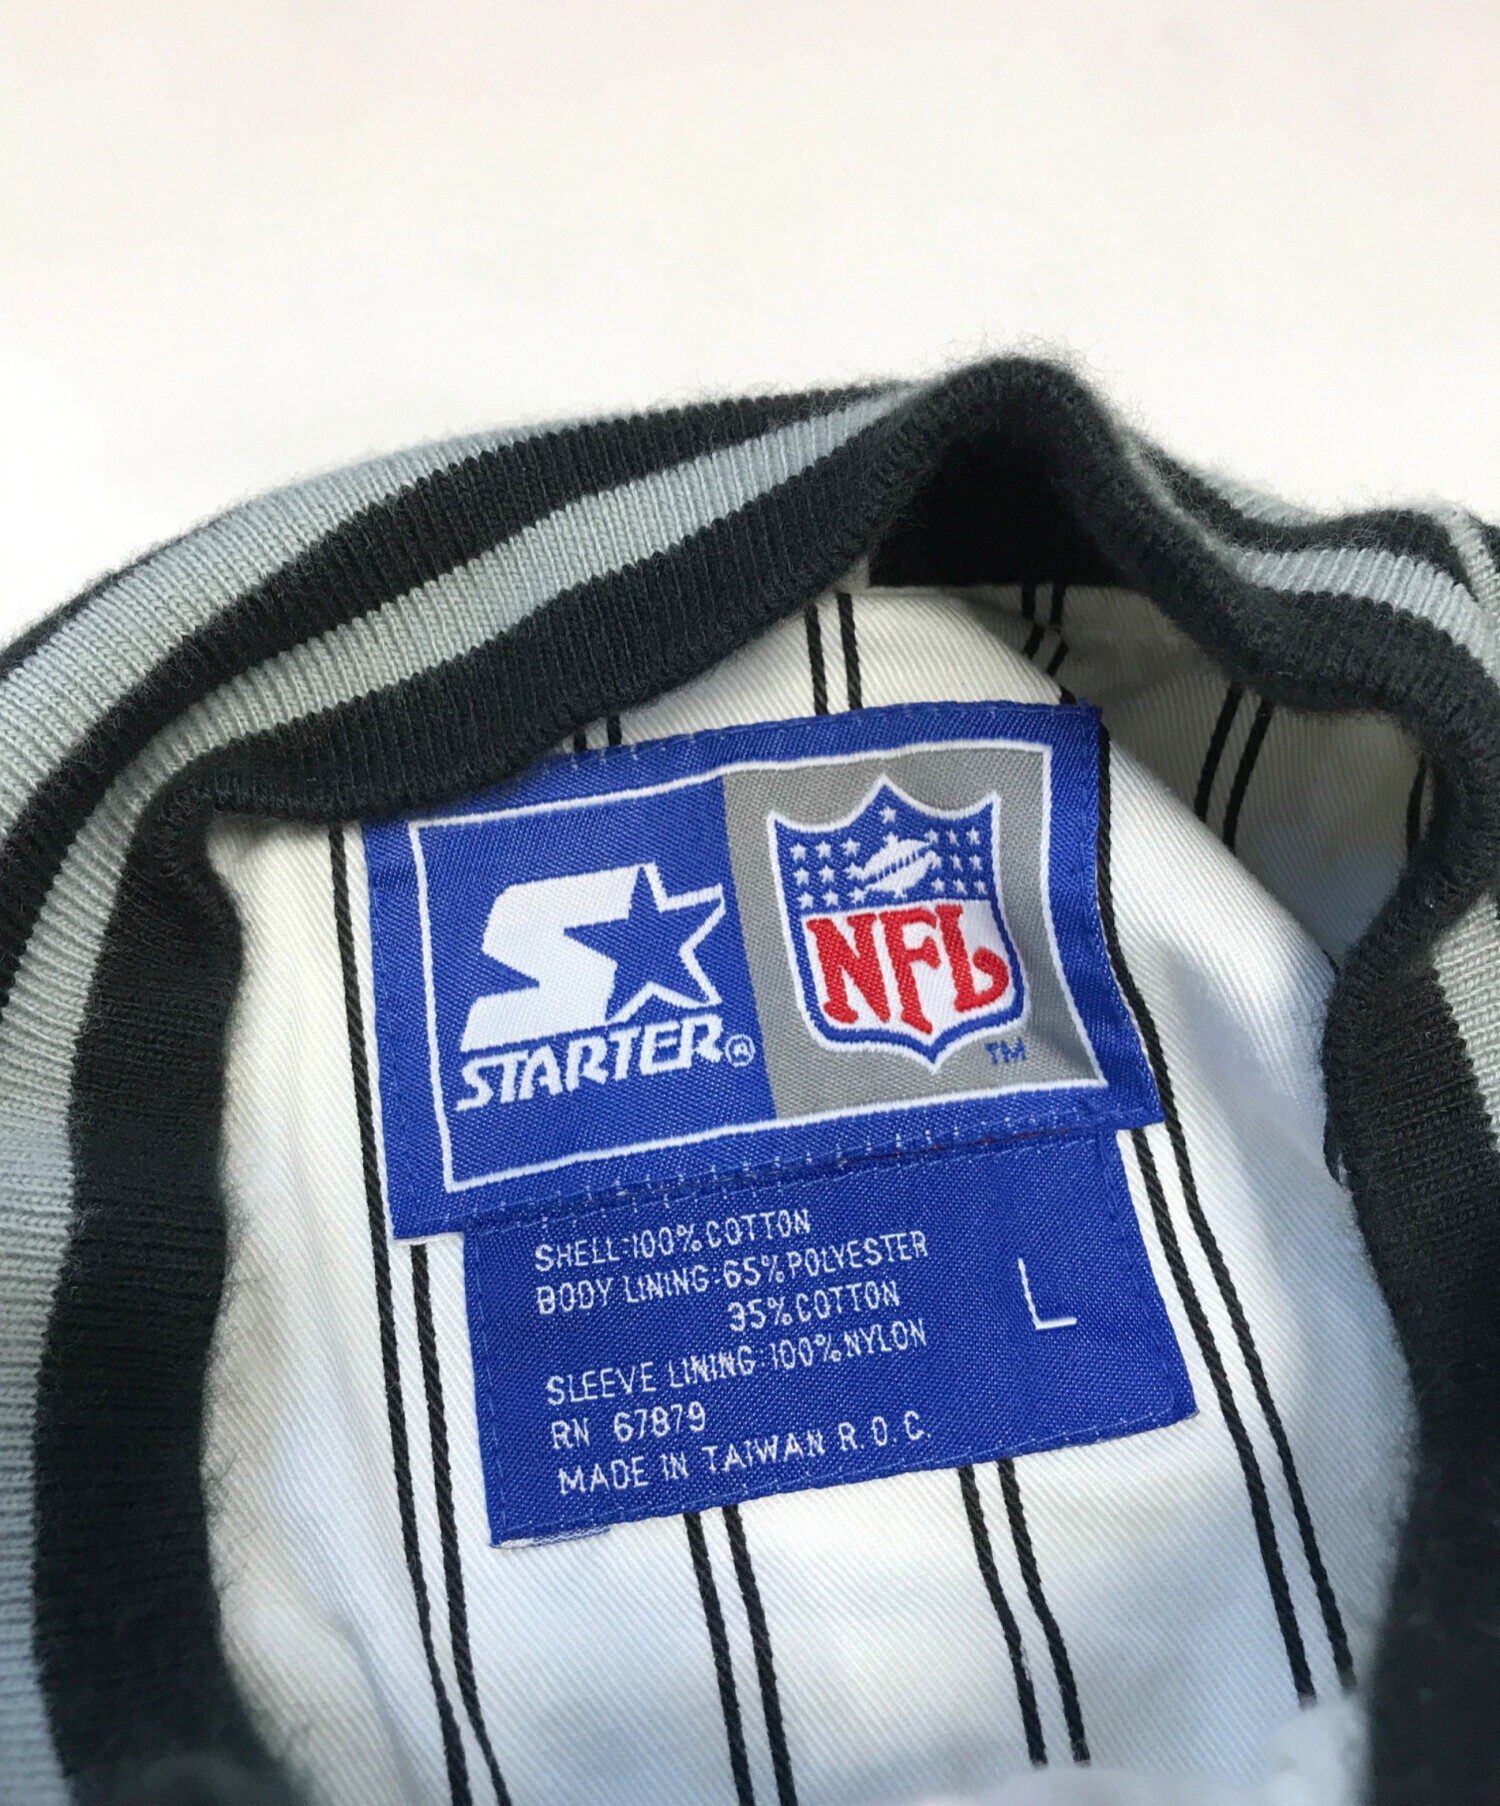 STARTER®
NFL
TM
SHELL:100%COTTON
BODY LINING:65%POLYESTER
35%COTTON
L
SLEEVE LINING:100%NYLON
RN 67879
MADE IN TAIWAN R.O.C.